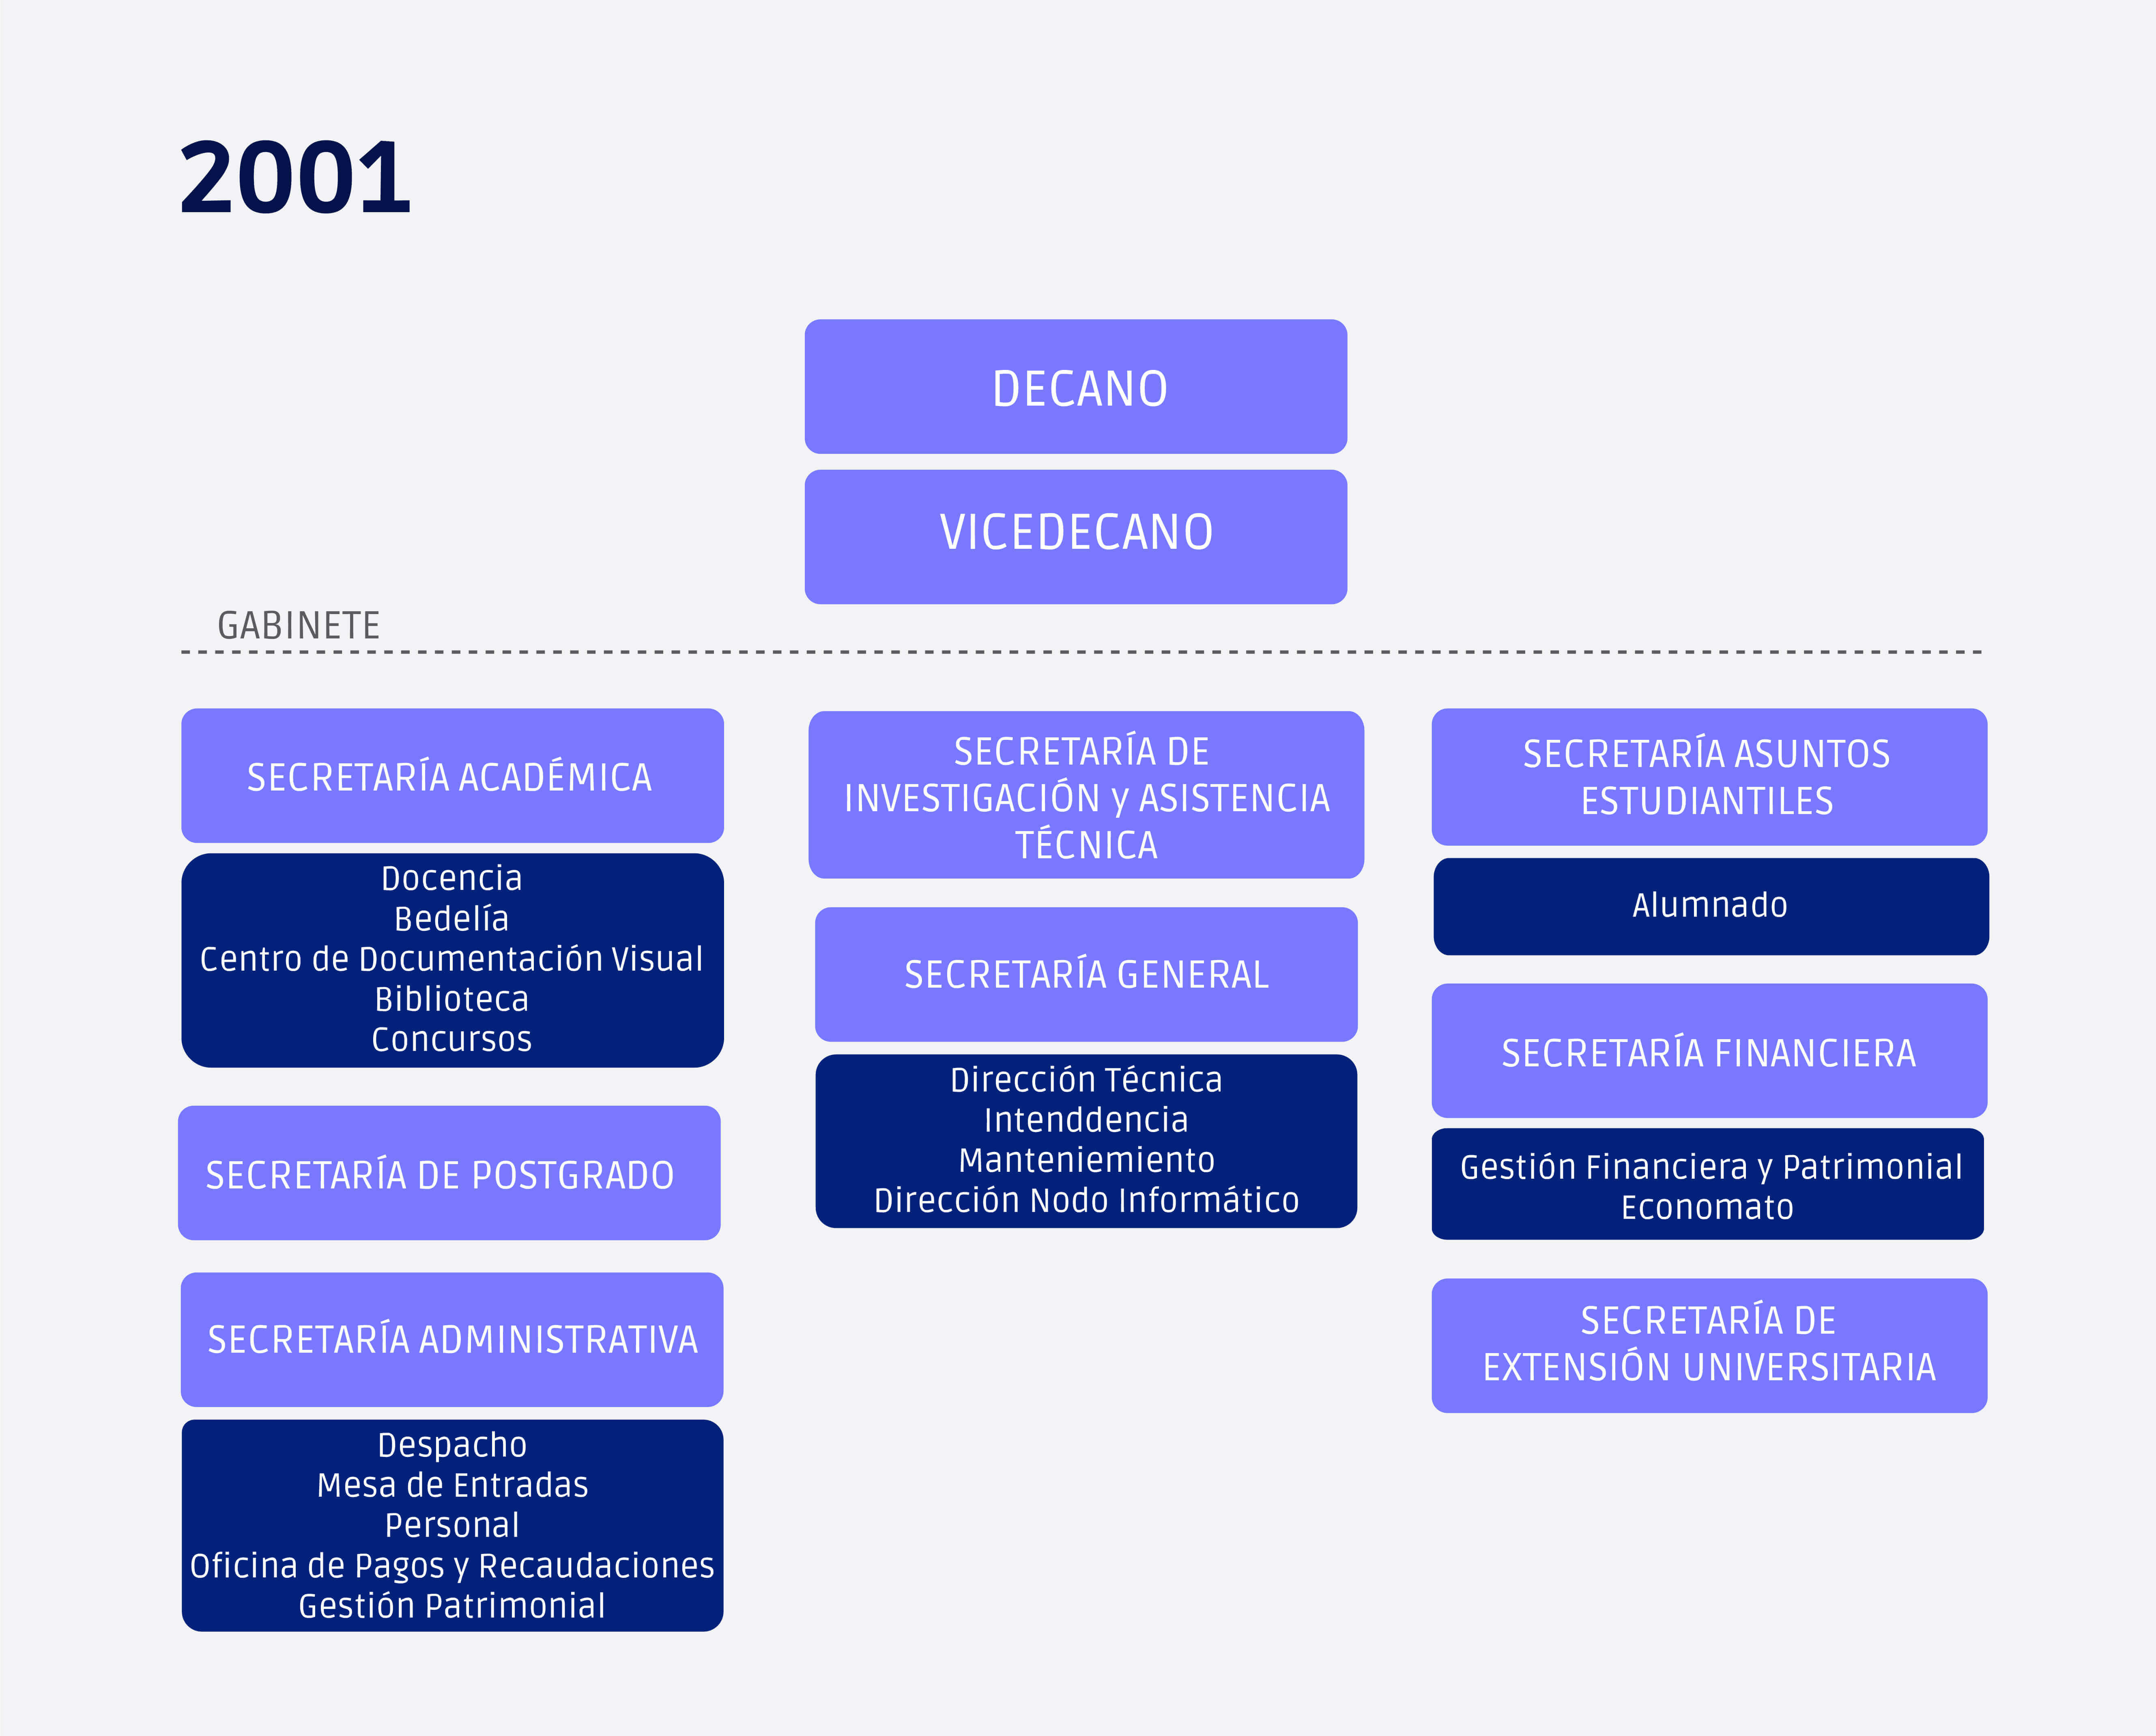 2001
DECANO
VICEDECANO
GABINETE
SECRETARÍA ACADÉMICA
Docencia
Bedelía
Centro de Documentación Visual
Biblioteca
Concursos
SECRETARÍA DE POSTGRADO
SECRETARÍA ADMINISTRATIVA
Despacho
Mesa de Entradas
Personal
Oficina de Pagos y Recaudaciones
Gestión Patrimonial
SECRETARÍA DE
INVESTIGACIÓN y ASISTENCIA
TÉCNICA
SECRETARÍA GENERAL
Dirección Técnica
Intenddencia
Manteniemiento
Dirección Nodo Informático
SECRETARÍA ASUNTOS
ESTUDIANTILES
Alumnado
SECRETARÍA FINANCIERA
Gestión Financiera y Patrimonial
Economato
SECRETARÍA DE
EXTENSIÓN UNIVERSITARIA